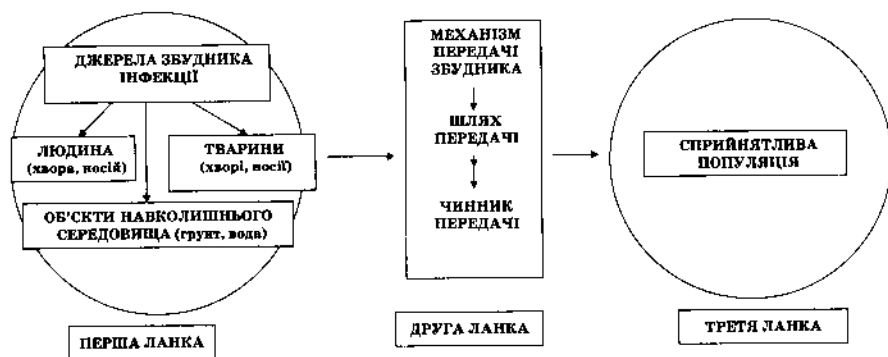 ДЖЕРЕЛА ЗБУДНИКА
ІНФЕКЦІЇ
ЛЮДИНА
(хвора, носій)
ТВАРИНИ
(хворі, носії)
ОБ'ЄКТИ НАВКОЛИШНЬОГО
СЕРЕДОВИЩА (грунт, вода)
ПЕРША ЛАНКА
МЕХАНІЗМ
ПЕРЕДАЧІ
ЗБУДНИКА
ШЛЯХ
ПЕРЕДАЧІ
ЧИННИК
ПЕРЕДАЧІ
ДРУГА ЛАНКА
СПРИЙНЯТЛИВА
ПОПУЛЯЦІЯ
ТРЕТЯ ЛАНКА